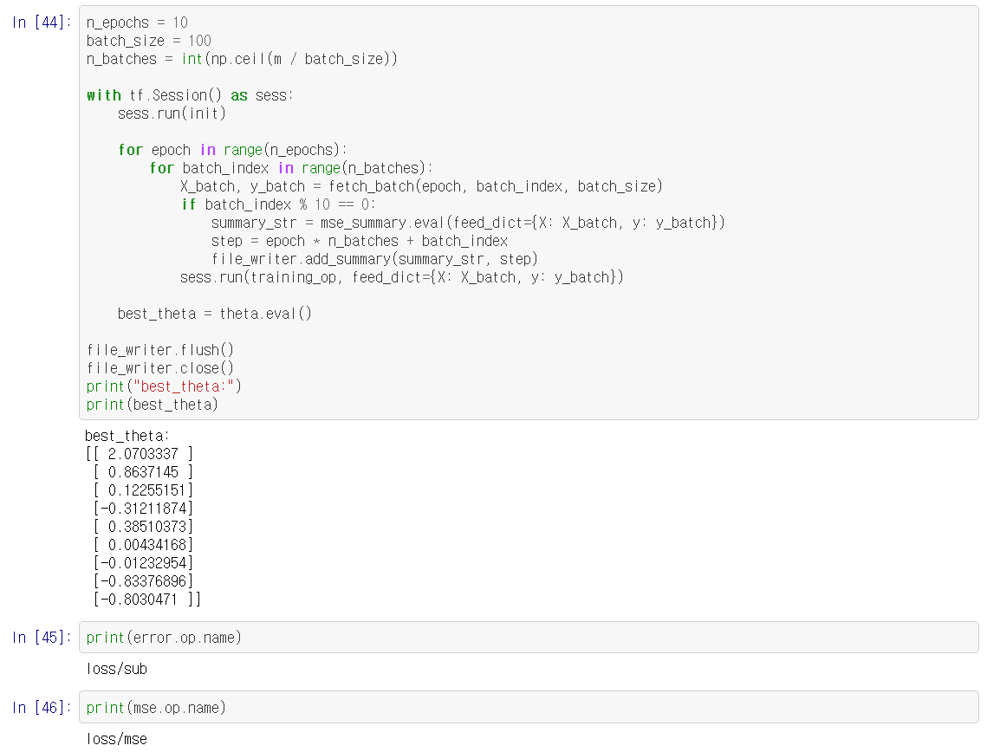 In [44]:
n_epochs = 10
batch_size = 100
n_batches = int(np.ceil(m / batch_size))

with tf.Session() as sess:
    sess.run(init)

    for epoch in range(n_epochs):
        for batch_index in range(n_batches):
            X_batch, y_batch = fetch_batch(epoch, batch_index, batch_size)
            if batch_index % 10 == 0:
                summary_str = mse_summary.eval(feed_dict={X: X_batch, y: y_batch})
                step = epoch * n_batches + batch_index
                file_writer.add_summary(summary_str, step)
            sess.run(training_op, feed_dict={X: X_batch, y: y_batch})

    best_theta = theta.eval()

file_writer.flush()
file_writer.close()
print("best_theta:")
print(best_theta)
best_theta:
[[ 2.0703337 ]
 [ 0.8637145 ]
 [ 0.12255151]
 [-0.31211874]
 [ 0.38510373]
 [ 0.00434168]
 [-0.01232954]
 [-0.83376896]
 [-0.8030471 ]]
In [45]:
print(error.op.name)
loss/sub
In [46]:
print(mse.op.name)
loss/mse